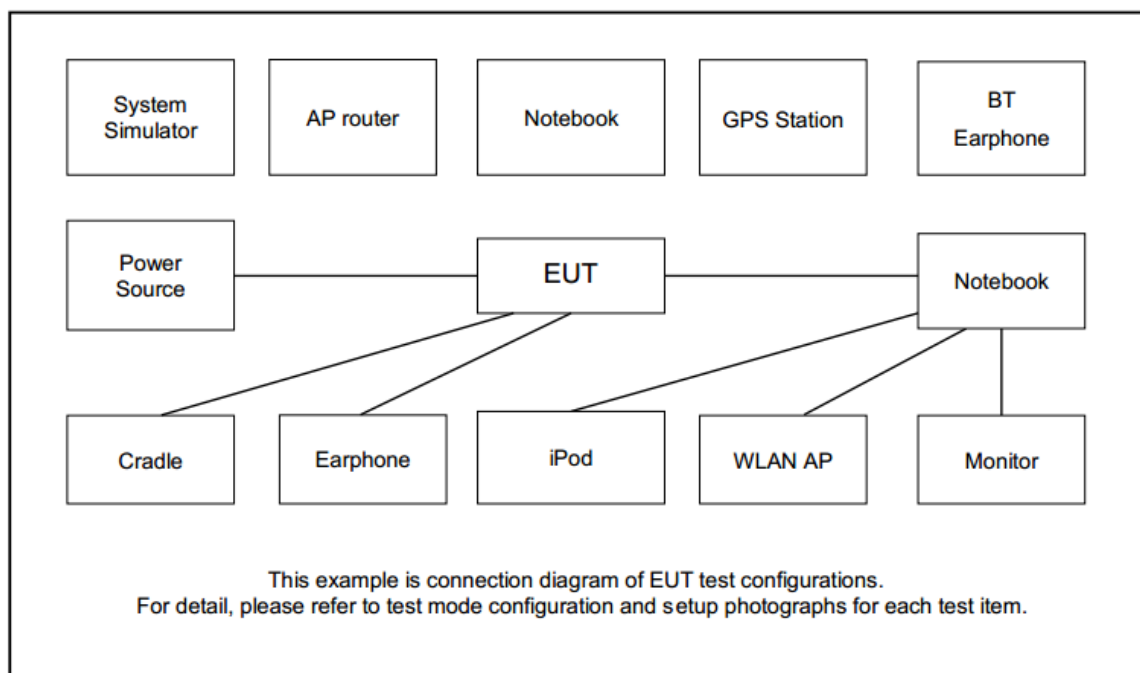 System
Simulator
AP router
Notebook
GPS Station
BT
Earphone
Power
Source
EUT
Notebook
Cradle
Earphone
iPod
WLAN AP
Monitor
This example is connection diagram of EUT test configurations.
For detail, please refer to test mode configuration and setup photographs for each test item.